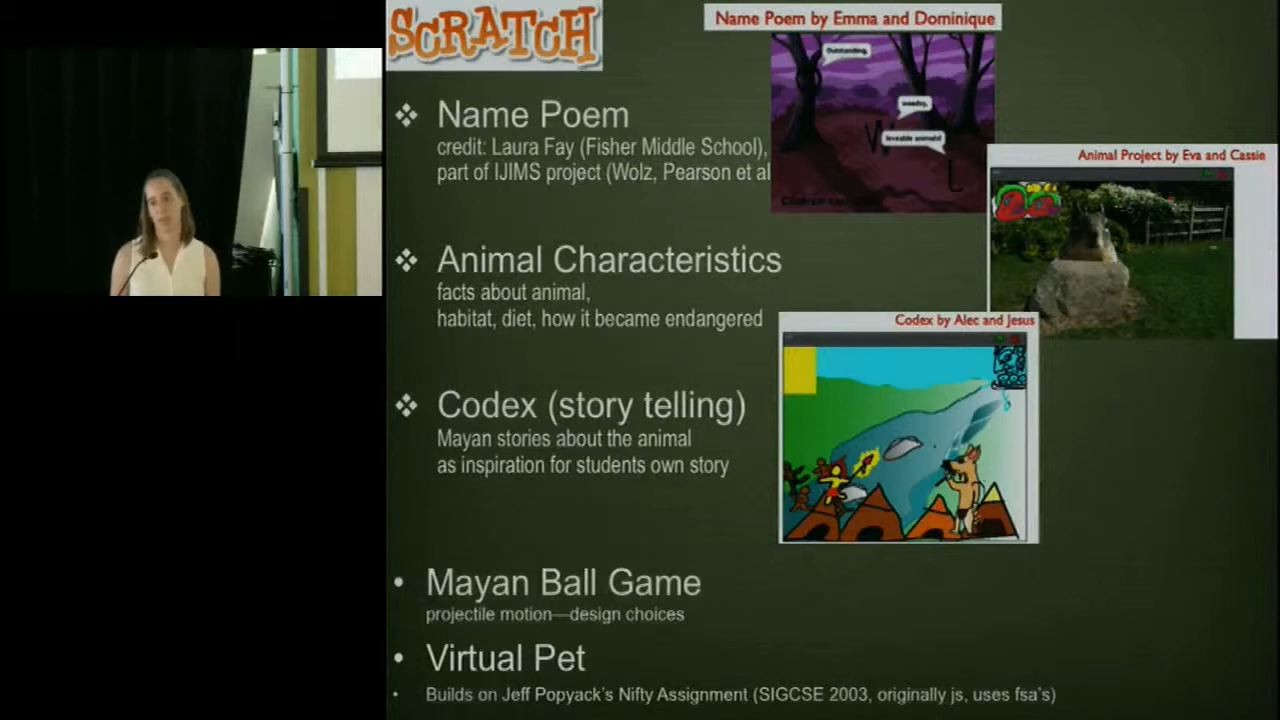 SCRATCH
Name Poem
credit: Laura Fay (Fisher Middle School),
part of IJIMS project (Wolz, Pearson et al
Name Poem by Emma and Dominique
Outstanding,
loveable animals!
L
Animal Characteristics
facts about animal,
habitat, diet, how it became endangered
Animal Project by Eva and Cassie
Codex (story telling)
Mayan stories about the animal
as inspiration for students own story
Codex by Alec and Jesus
Mayan Ball Game
projectile motion—design choices
Virtual Pet
Builds on Jeff Popyack's Nifty Assignment (SIGCSE 2003, originally js, uses fsa's)